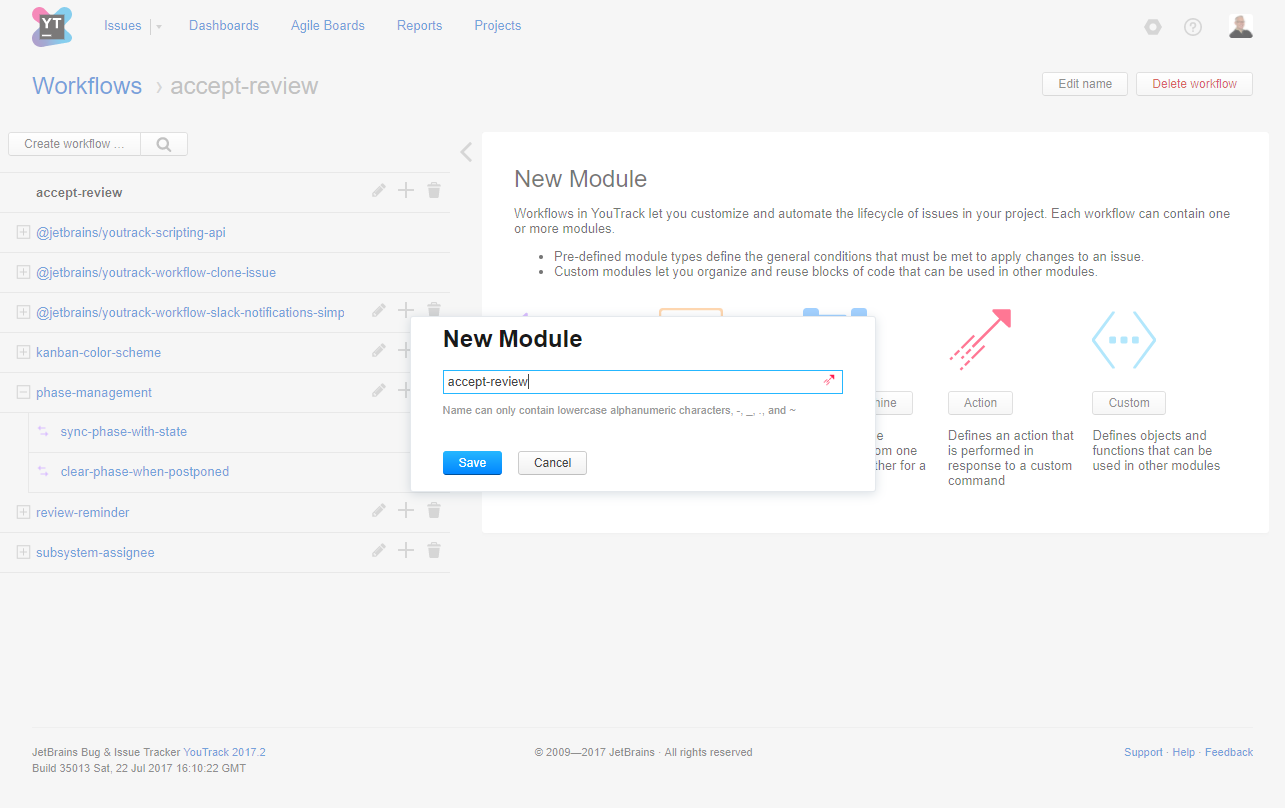 YT
Issues
Dashboards
Agile Boards
Reports
Projects
Workflows › accept-review
Edit name
Delete workflow
Create workflow ...
accept-review
@jetbrains/youtrack-scripting-api
@jetbrains/youtrack-workflow-clone-issue
@jetbrains/youtrack-workflow-slack-notifications-simp
kanban-color-scheme
phase-management
sync-phase-with-state
clear-phase-when-postponed
review-reminder
subsystem-assignee
New Module
Workflows in YouTrack let you customize and automate the lifecycle of issues in your project. Each workflow can contain one
or more modules.
• Pre-defined module types define the general conditions that must be met to apply changes to an issue.
• Custom modules let you organize and reuse blocks of code that can be used in other modules.
New Module
accept-review
Name can only contain lowercase alphanumeric characters, -, _, ., and ~
Save
Cancel
Action
Defines an action that
is performed in
response to a custom
command
Custom
Defines objects and
functions that can be
used in other modules
JetBrains Bug & Issue Tracker YouTrack 2017.2
Build 35013 Sat, 22 Jul 2017 16:10:22 GMT
© 2009—2017 JetBrains · All rights reserved
Support · Help · Feedback